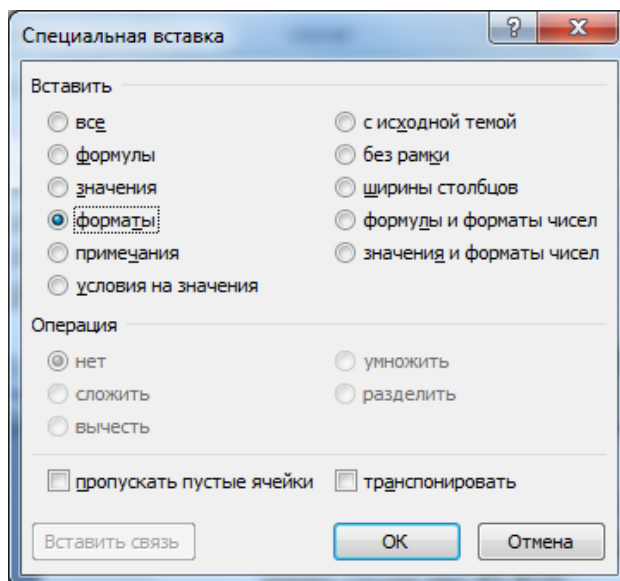 Специальная вставка
Вставить
все
с исходной темой
формулы
без рамки
значения
ширины столбцов
форматы
формулы и форматы чисел
примечания
значения и форматы чисел
условия на значения
Операция
нет
умножить
сложить
разделить
вычесть
пропускать пустые ячейки
транспонировать
Вставить связь
ОК
Отмена